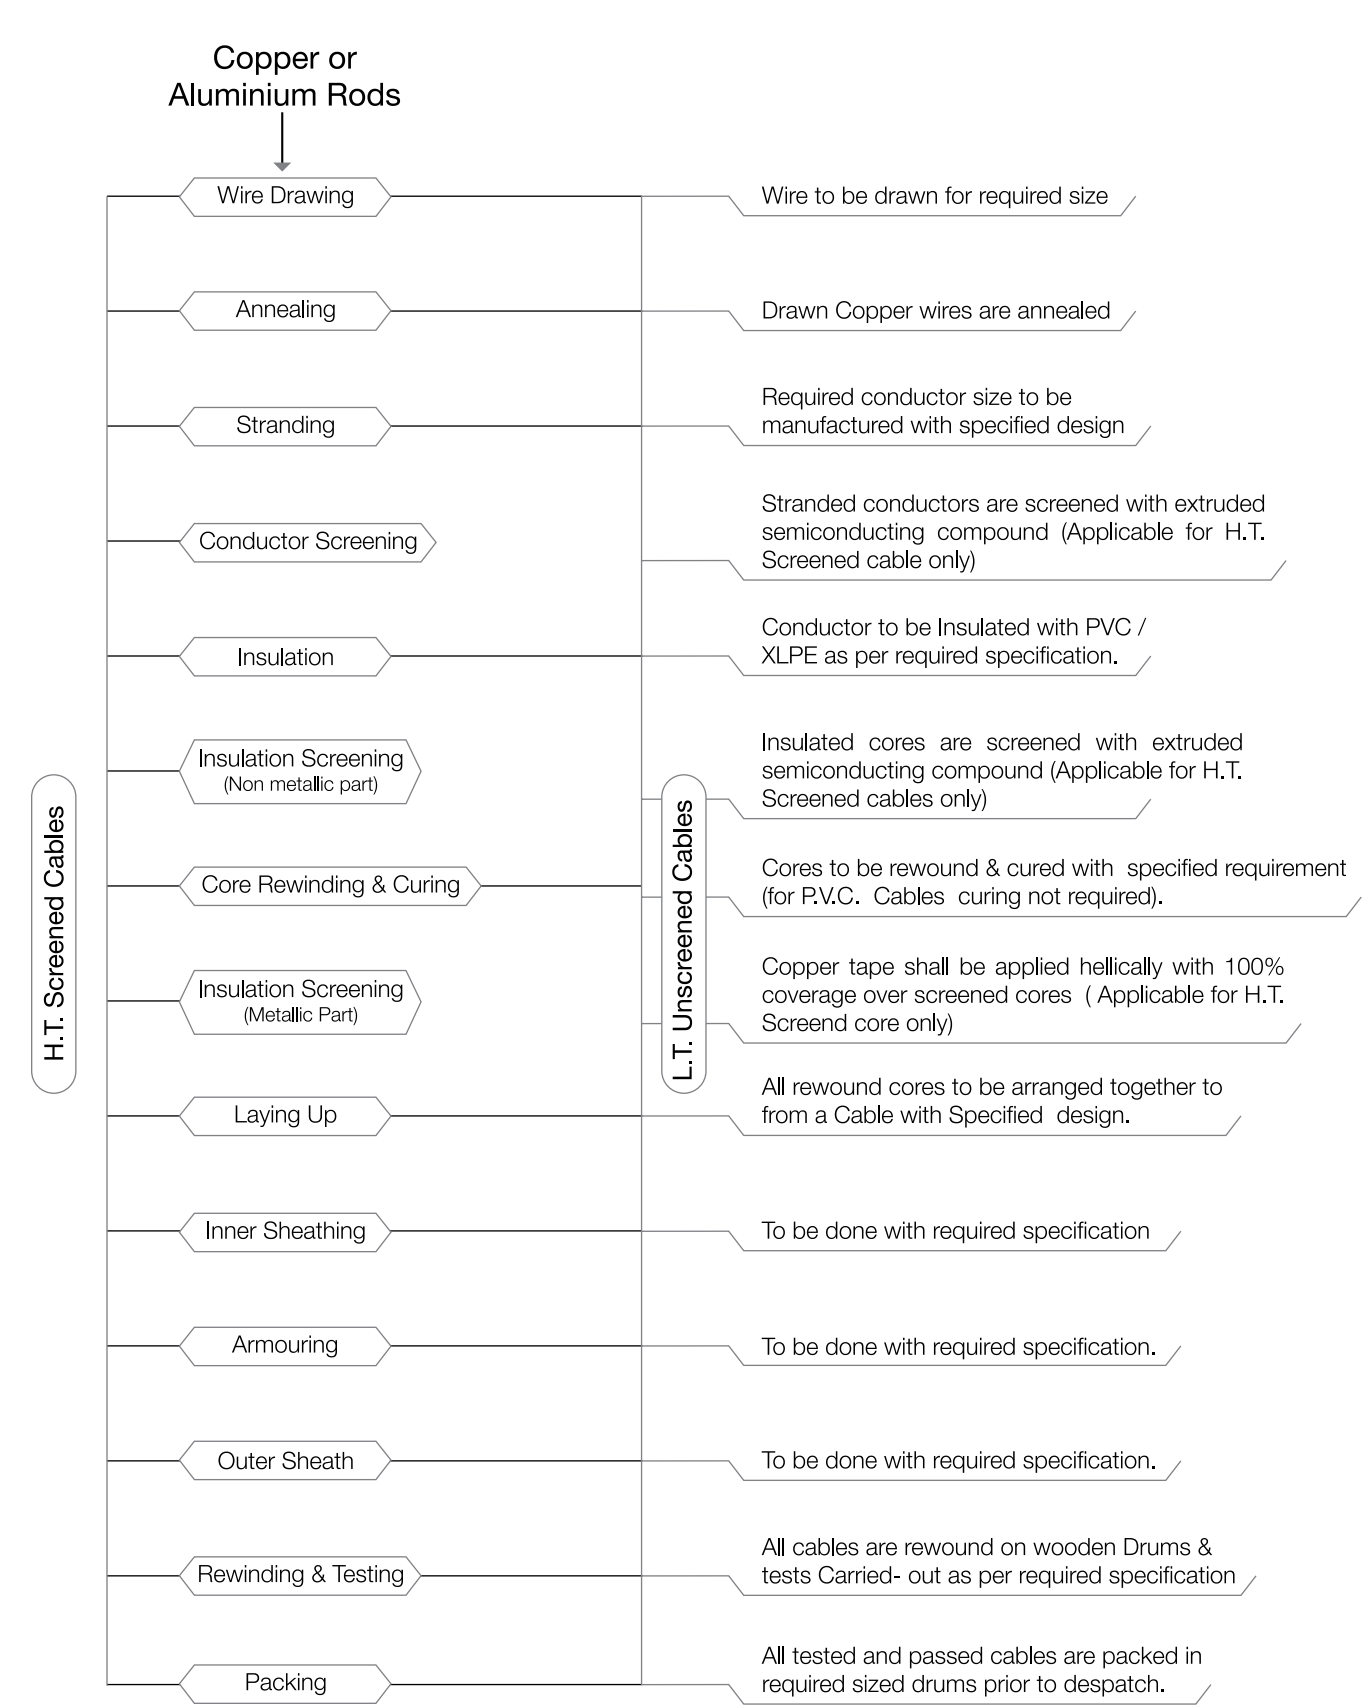 Copper or
Aluminium Rods
Wire Drawing
Wire to be drawn for required size
Annealing
Drawn Copper wires are annealed
Stranding
Required conductor size to be
manufactured with specified design
Conductor Screening
Stranded conductors are screened with extruded
semiconducting compound (Applicable for H.T.
Screened cable only)
Insulation
Conductor to be Insulated with PVC /
XLPE as per required specification.
Insulation Screening
(Non metallic part)
Insulated cores are screened with extruded
semiconducting compound (Applicable for H.T.
Screened cables only)
H.T. Screened Cables
L.T. Unscreened Cables
Core Rewinding & Curing
Cores to be rewound & cured with specified requirement
(for P.V.C. Cables curing not required).
Insulation Screening
(Metallic Part)
Copper tape shall be applied hellically with 100%
coverage over screened cores ( Applicable for H.T.
Screend core only)
Laying Up
All rewound cores to be arranged together to
from a Cable with Specified design.
Inner Sheathing
To be done with required specification
Armouring
To be done with required specification.
Outer Sheath
To be done with required specification.
Rewinding & Testing
All cables are rewound on wooden Drums &
tests Carried- out as per required specification
Packing
All tested and passed cables are packed in
required sized drums prior to despatch.